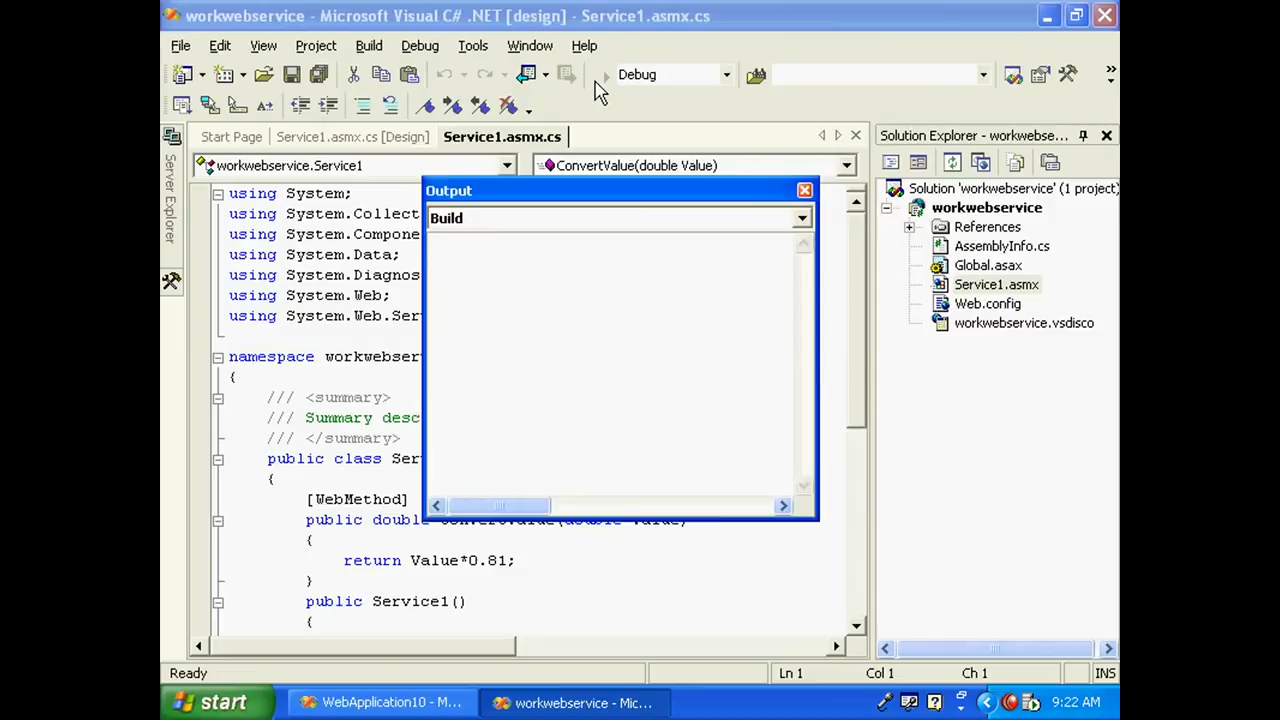 workwebservice - Microsoft Visual C# .NET [design] - Service1.asmx.cs
File Edit View Project Build Debug Tools Window Help
Debug
Start Page Service1.asmx.cs [Design] Service1.asmx.cs
Solution Explorer - workwebse...
Server Explorer
workwebservice.Service1 ConvertValue(double Value)
Output
Build
using System;
using System.Collect
using System.Compone
using System.Data;
using System.Diagnos
using System.Web;
using System.Web.Ser
namespace workwebserv
{
/// <summary>
/// Summary desc
/// </summary>
public class Ser
{
[WebMethod]
public double
{
return Value*0.81;
}
public Service1()
{
Solution 'workwebservice' (1 project)
workwebservice
References
AssemblyInfo.cs
Global.asax
Service1.asmx
Web.config
workwebservice.vsdisco
Ready Ln 1 Col 1 Ch 1 INS
start WebApplication10 - M... workwebservice - Mic... 9:22 AM